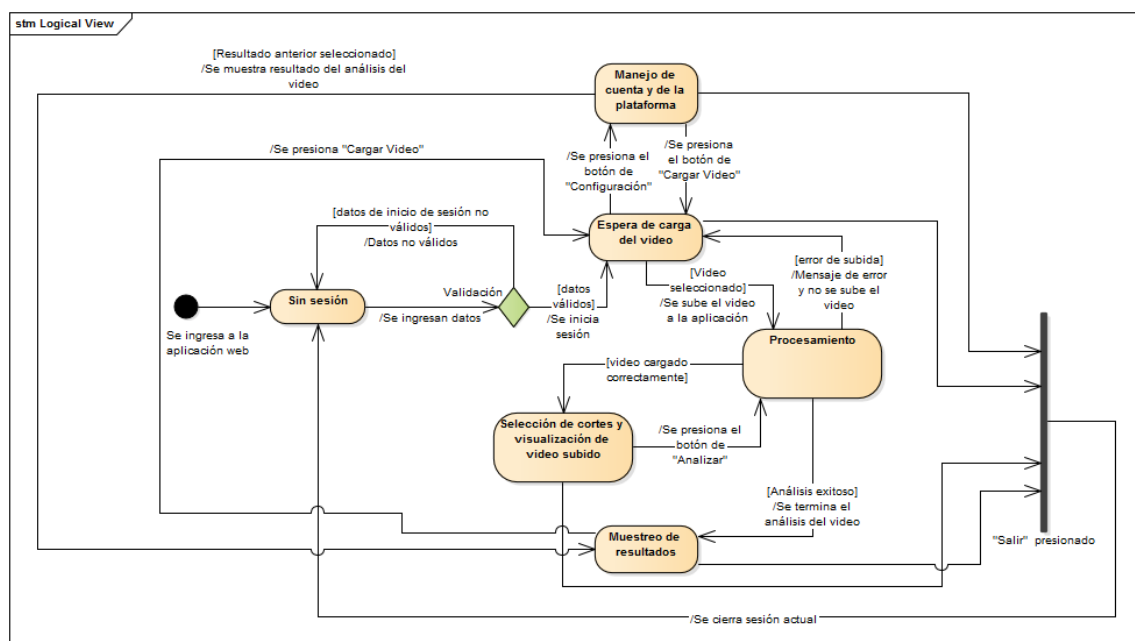 stm Logical View
[Resultado anterior seleccionado]
/Se muestra resultado del análisis del
video
Manejo de
cuenta y de la
plataforma
/Se presiona "Cargar Video"
/Se presiona el
botón de
"Configuración"
/Se presiona
el botón de
"Cargar Video"
[datos de inicio de sesión no
válidos]
/Datos no válidos
Espera de carga
del video
[error de subida]
/Mensaje de error
y no se sube el
video
[Video
seleccionado]
/Se sube el video
a la aplicación
Validación
[datos
válidos]
/Se inicia
sesión
Sin sesión
/Se ingresan datos
Se ingresa a la
aplicación web
Procesamiento
[video cargado
correctamente]
Selección de cortes y
visualización de
video subido
/Se presiona el
botón de
"Analizar"
[Análisis exitoso]
/Se termina el
análisis del video
Muestreo de
resultados
"Salir" presionado
/Se cierra sesión actual